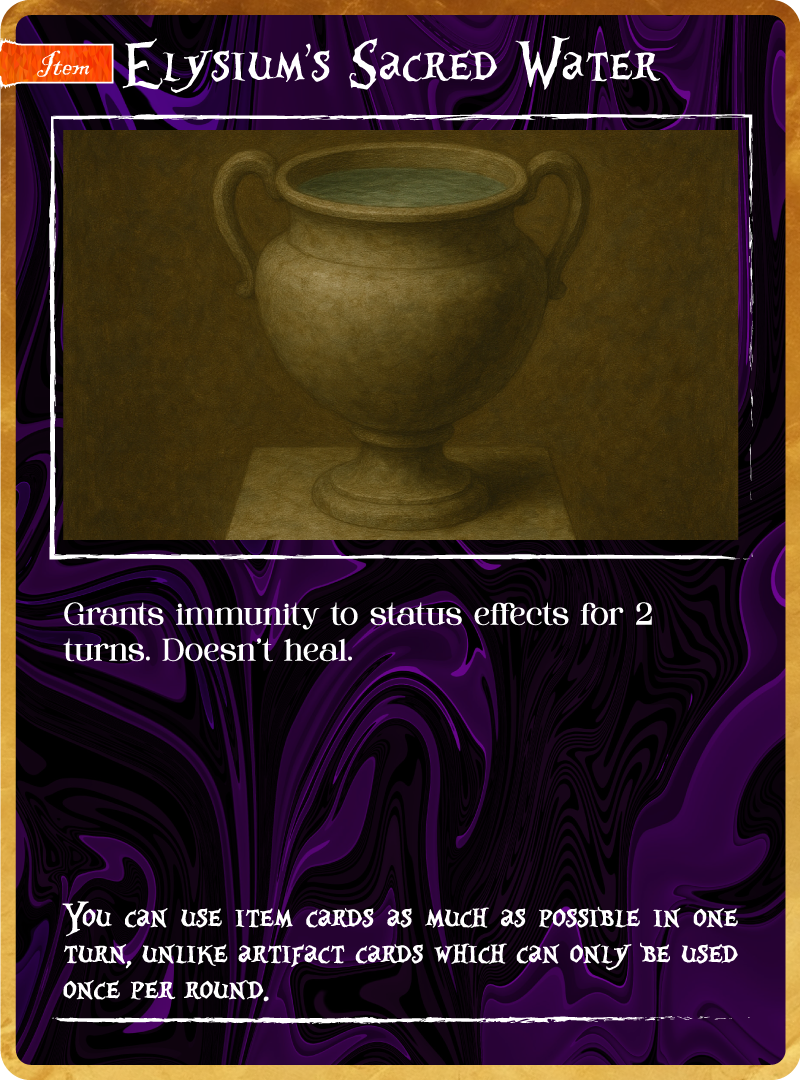 Item
Elysium's Sacred Water
Grants immunity to status effects for 2
turns. Doesn't heal.
You can use item cards as much as possible in one
turn, unlike artifact cards which can only be used
once per round.